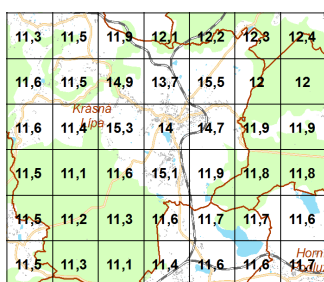 11,3 11,5 11,9 12,1 12,2 12,3 12,4
11,6 11,5 14,9 13,7 15,5 12 12
Krásná
Lípa
11,6 11,4 15,3 14 14,7 11,9 11,9
11,5 11,1 11,6 15,1 11,9 11,8 11,8
11,5 11,2 11,3 11,6 11,7 11,7 11,6
Horn
11,5 11,3 11,1 11,4 11,6 11,6 11,7